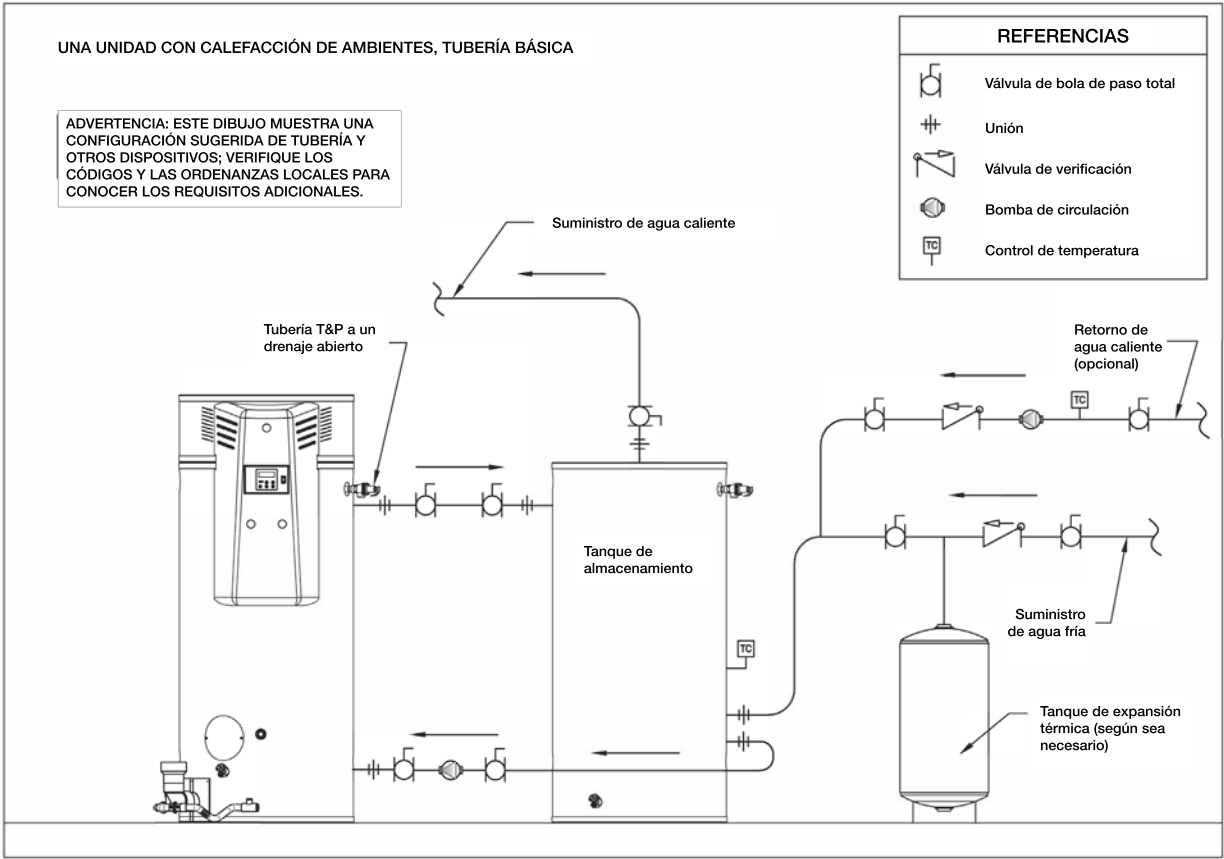 UNA UNIDAD CON CALEFACCIÓN DE AMBIENTES, TUBERÍA BÁSICA
ADVERTENCIA: ESTE DIBUJO MUESTRA UNA
CONFIGURACIÓN SUGERIDA DE TUBERÍA Y
OTROS DISPOSITIVOS; VERIFIQUE LOS
CÓDIGOS Y LAS ORDENANZAS LOCALES PARA
CONOCER LOS REQUISITOS ADICIONALES.
REFERENCIAS
Válvula de bola de paso total
Unión
Válvula de verificación
Bomba de circulación
TC
Control de temperatura
Suministro de agua caliente
Tubería T&P a un
drenaje abierto
Retorno de
agua caliente
(opcional)
TC
Tanque de
almacenamiento
Suministro
de agua fría
TC
Tanque de expansión
térmica (según sea
necesario)